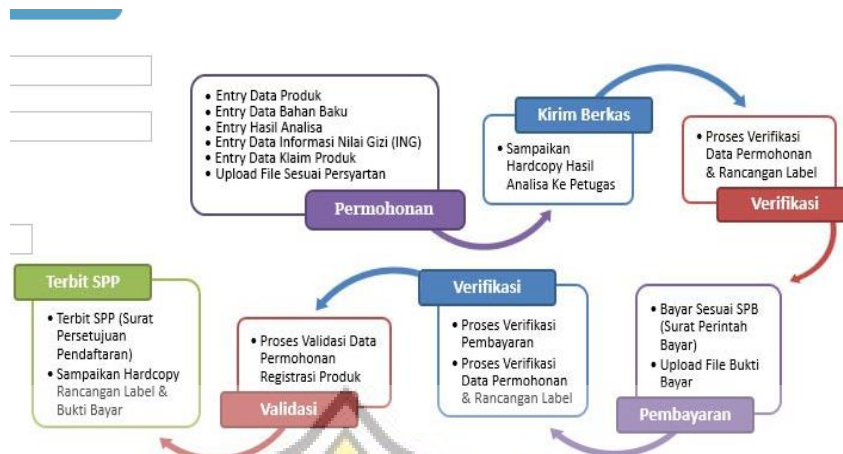 • Entry Data Produk
• Entry Data Bahan Baku
• Entry Hasil Analisa
• Entry Data Informasi Nilai Gizi (ING)
• Entry Data Klaim Produk
• Upload File Sesuai Persyartan
Permohonan
Kirim Berkas
• Sampaikan
Hardcopy Hasil
Analisa Ke Petugas
• Proses Verifikasi
Data Permohonan
& Rancangan Label
Verifikasi
• Bayar Sesuai SPB
(Surat Perintah
Bayar)
• Upload File Bukti
Bayar
Pembayaran
Verifikasi
• Proses Verifikasi
Pembayaran
• Proses Verifikasi
Data Permohonan
& Rancangan Label
• Proses Validasi Data
Permohonan
Registrasi Produk
Validasi
Terbit SPP
• Terbit SPP (Surat
Persetujuan
Pendaftaran)
• Sampaikan Hardcopy
Rancangan Label &
Bukti Bayar